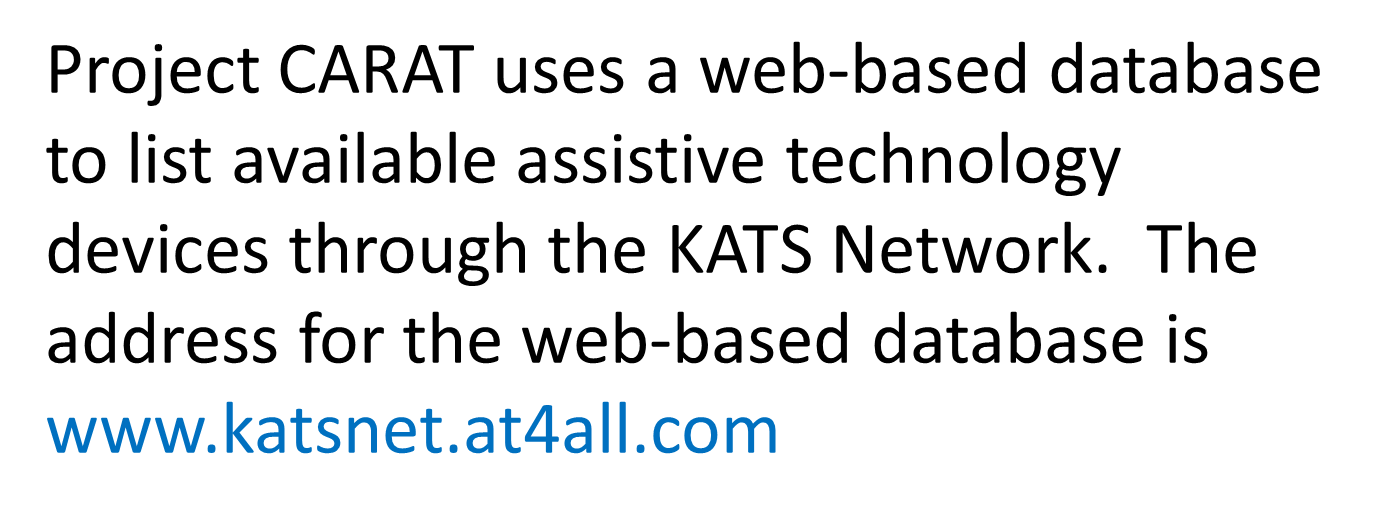 Project CARAT uses a web-based database
to list available assistive technology
devices through the KATS Network.  The
address for the web-based database is
www.katsnet.at4all.com